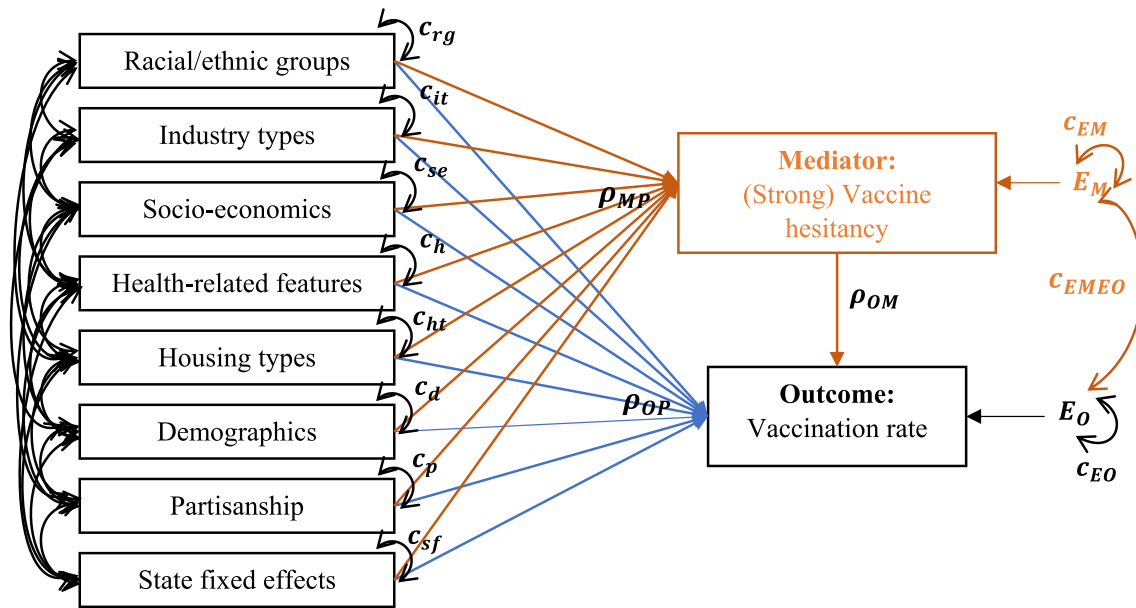 Racial/ethnic groups
Industry types
Socio-economics
Health-related features
Housing types
Demographics
Partisanship
State fixed effects
c_rg
c_it
c_se
c_h
c_ht
c_d
c_p
c_sf
ρ_MP
ρ_OP
Mediator:
(Strong) Vaccine
hesitancy
ρ_OM
Outcome:
Vaccination rate
c_EM
E_M
c_EMEO
E_O
c_EO